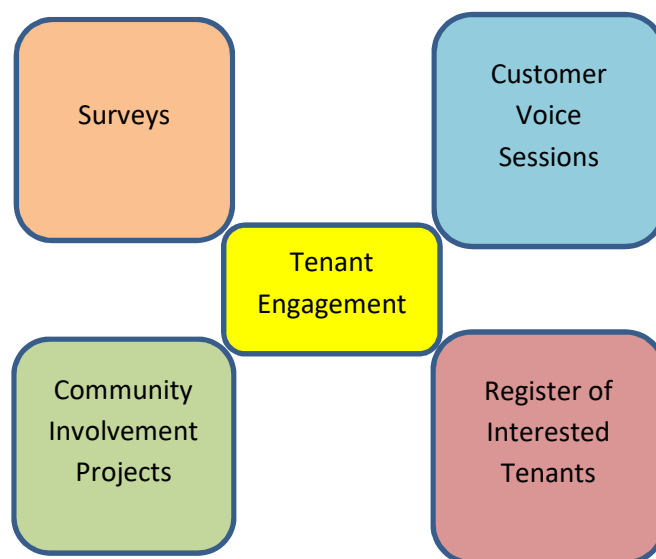 Surveys
Customer
Voice
Sessions
Tenant
Engagement
Community
Involvement
Projects
Register of
Interested
Tenants